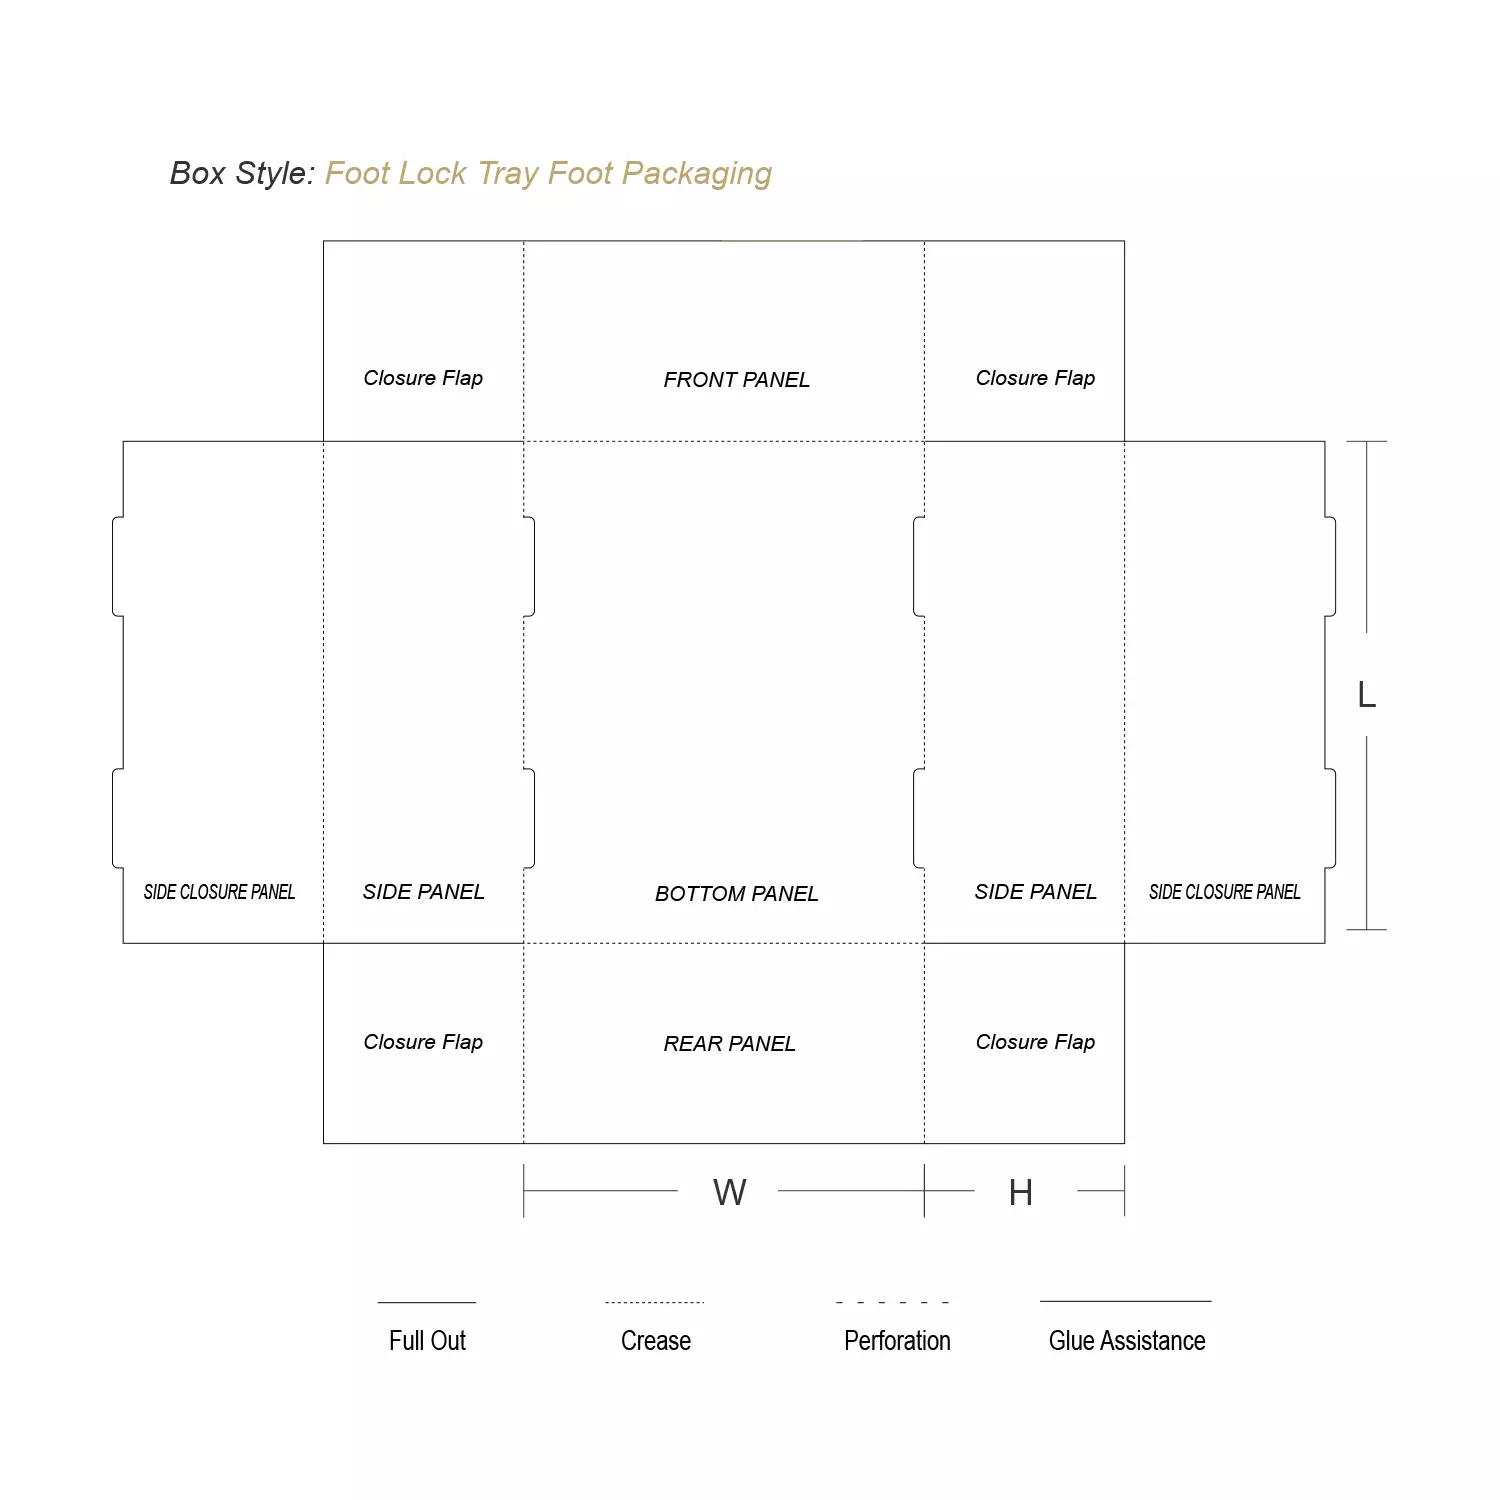 Box Style: Foot Lock Tray Foot Packaging
Closure Flap FRONT PANEL Closure Flap
L
SIDE CLOSURE PANEL SIDE PANEL BOTTOM PANEL SIDE PANEL SIDE CLOSURE PANEL
Closure Flap REAR PANEL Closure Flap
W H
Full Out Crease Perforation Glue Assistance